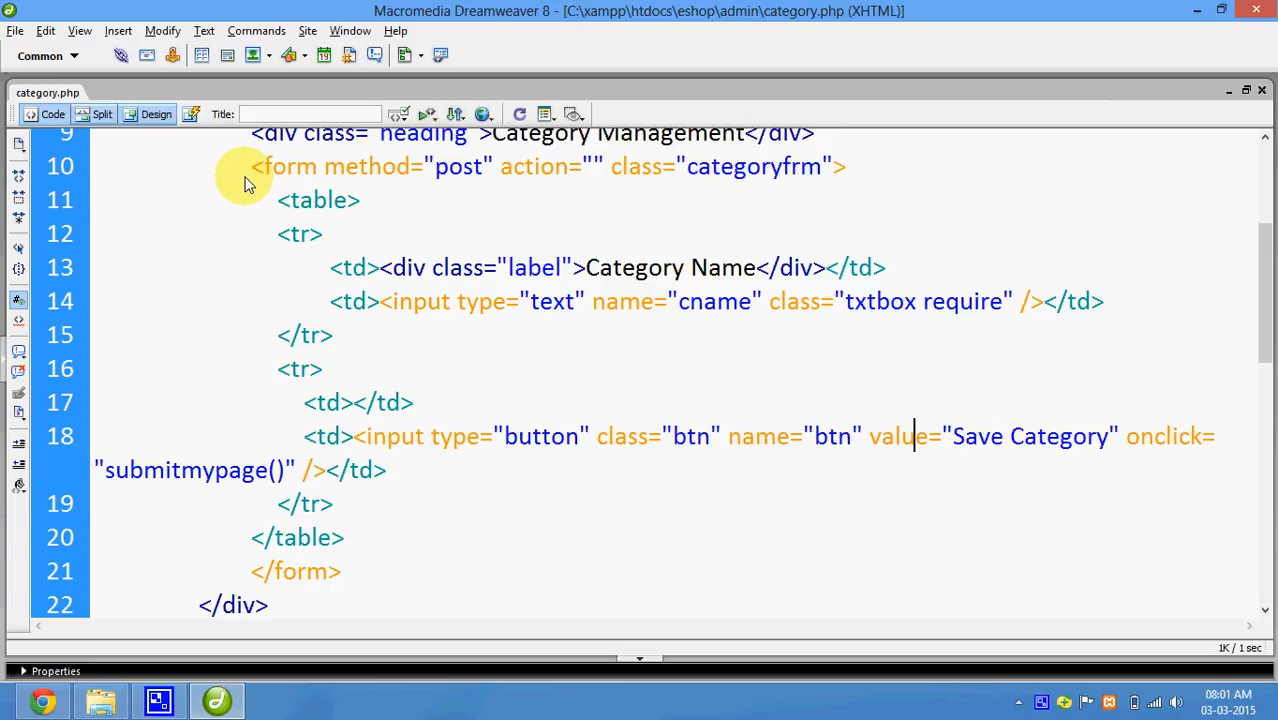 Macromedia Dreamweaver 8 - [C:\xampp\htdocs\eshop\admin\category.php (XHTML)]
File Edit View Insert Modify Text Commands Site Window Help
Common
category.php
Code Split Design Title:
9 <div class="heading">Category Management</div>
10 <form method="post" action="" class="categoryfrm">
11 <table>
12 <tr>
13 <td><div class="label">Category Name</div></td>
14 <td><input type="text" name="cname" class="txtbox require" /></td>
15 </tr>
16 <tr>
17 <td></td>
18 <td><input type="button" class="btn" name="btn" value="Save Category" onclick=
"submitmypage()" /></td>
19 </tr>
20 </table>
21 </form>
22 </div>
1K / 1 sec
Properties
08:01 AM
03-03-2015